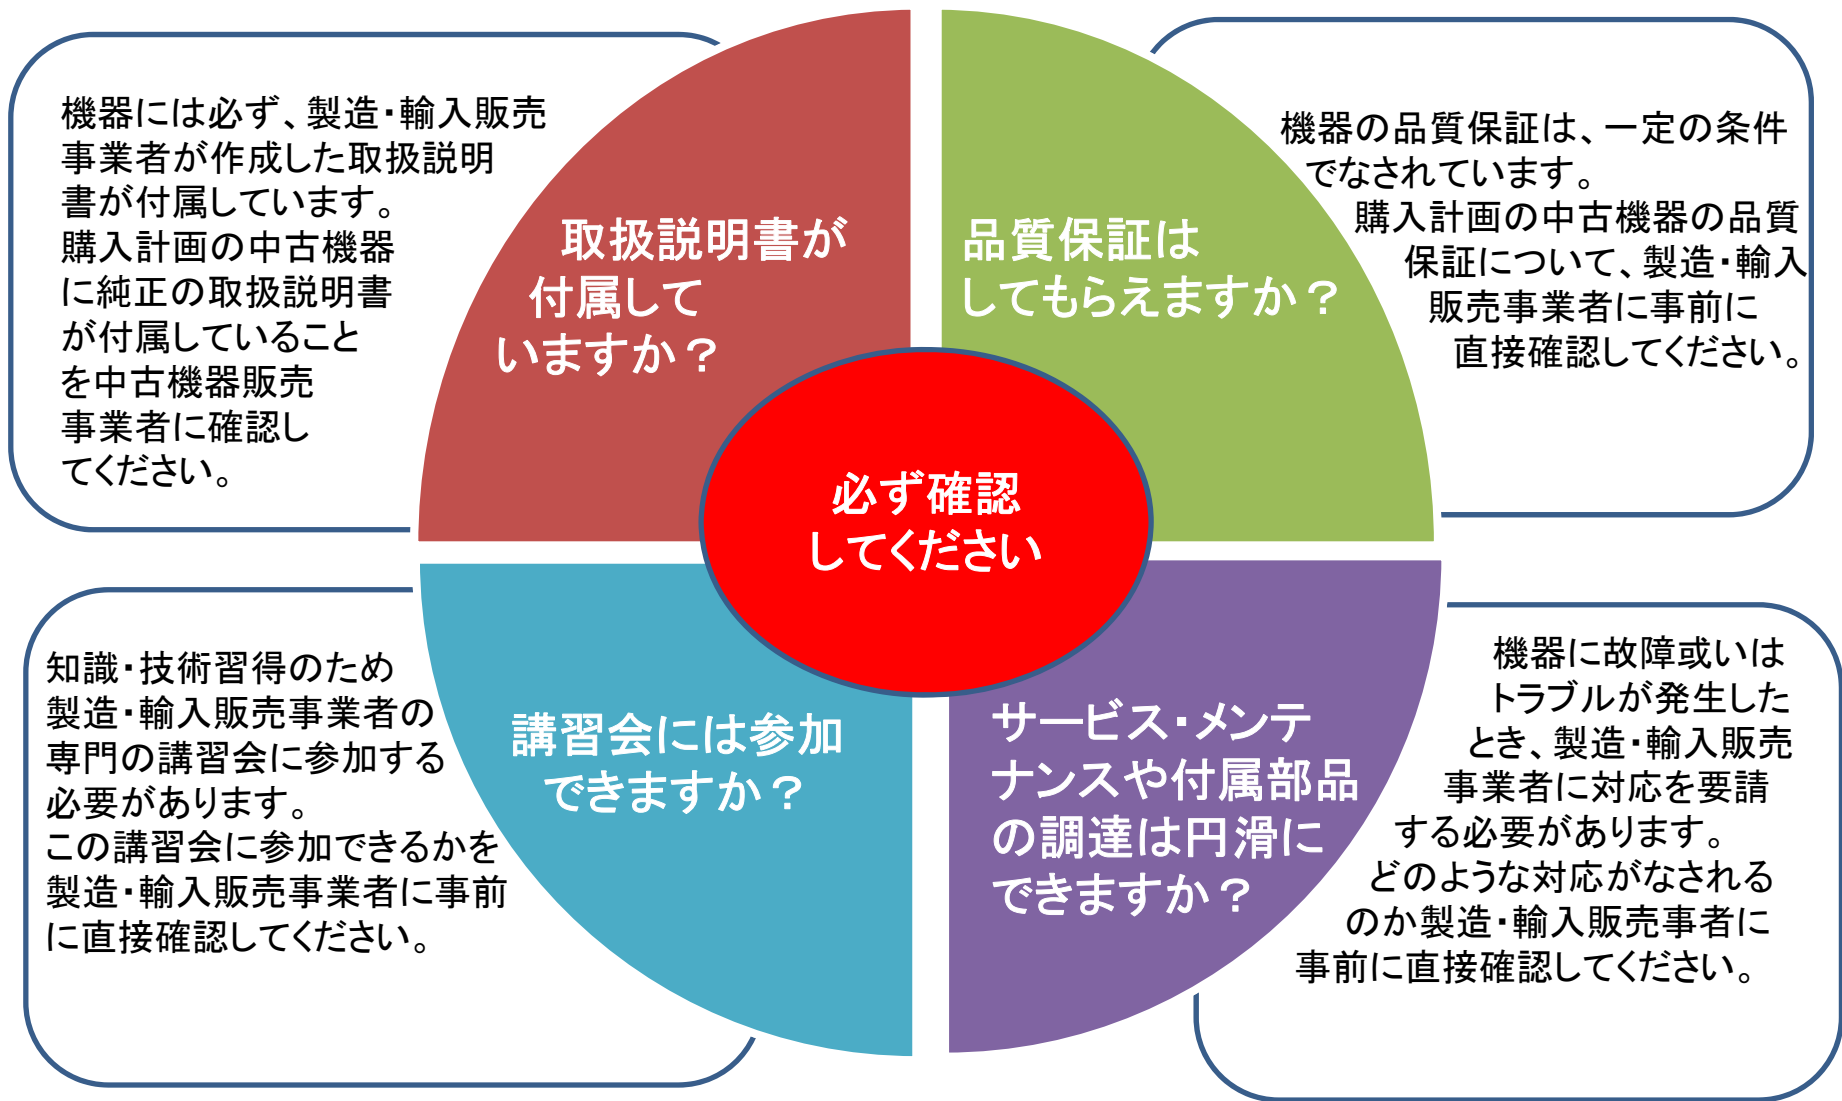 機器には必ず、製造・輸入販売
事業者が作成した取扱説明
書が付属しています。
購入計画の中古機器
に純正の取扱説明書
が付属していること
を中古機器販売
事業者に確認し
てください。
取扱説明書が
付属して
いますか？
品質保証は
してもらえますか？
機器の品質保証は、一定の条件
でなされています。
購入計画の中古機器の品質
保証について、製造・輸入
販売事業者に事前に
直接確認してください。
必ず確認
してください
知識・技術習得のため
製造・輸入販売事業者の
専門の講習会に参加する
必要があります。
この講習会に参加できるかを
製造・輸入販売事業者に事前
に直接確認してください。
講習会には参加
できますか？
サービス・メンテ
ナンスや付属部品
の調達は円滑に
できますか？
機器に故障或いは
トラブルが発生した
とき、製造・輸入販売
事業者に対応を要請
する必要があります。
どのような対応がなされる
のか製造・輸入販売事者に
事前に直接確認してください。